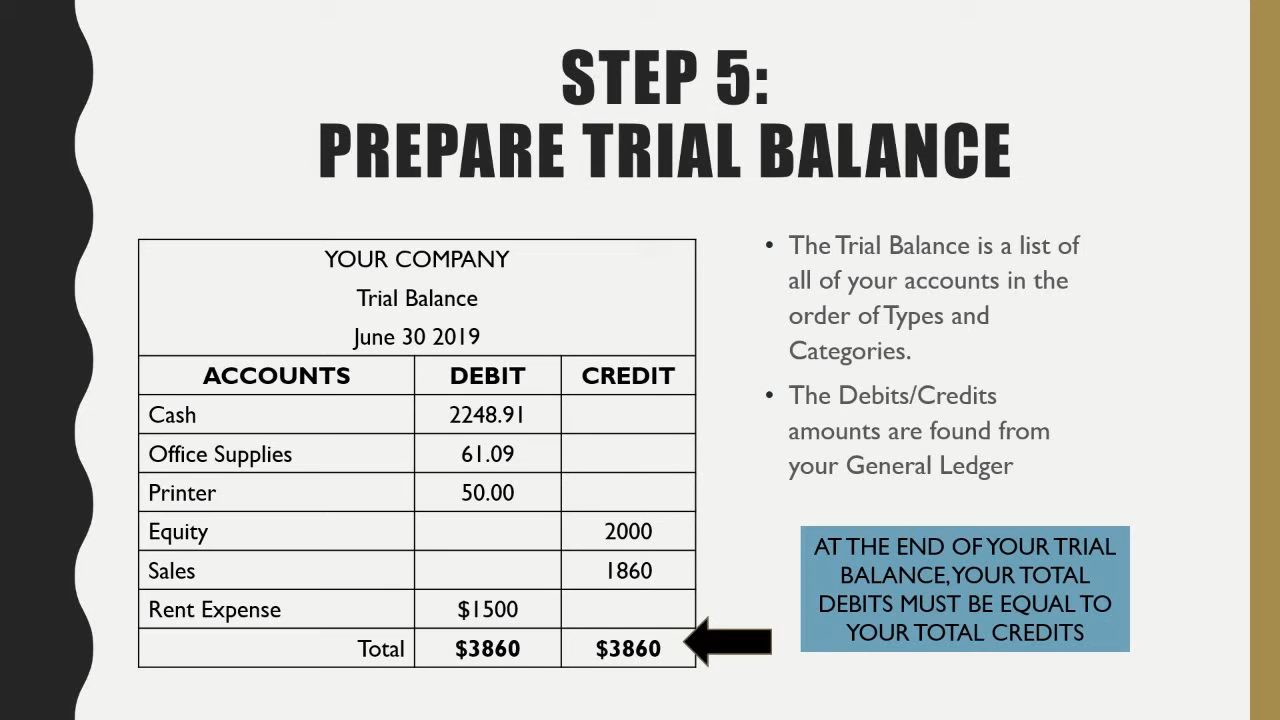 STEP 5:
PREPARE TRIAL BALANCE
YOUR COMPANY
Trial Balance
June 30 2019
ACCOUNTS DEBIT CREDIT
Cash 2248.91
Office Supplies 61.09
Printer 50.00
Equity 2000
Sales 1860
Rent Expense $1500
Total $3860 $3860
• The Trial Balance is a list of
all of your accounts in the
order of Types and
Categories.
• The Debits/Credits
amounts are found from
your General Ledger
AT THE END OF YOUR TRIAL
BALANCE, YOUR TOTAL
DEBITS MUST BE EQUAL TO
YOUR TOTAL CREDITS